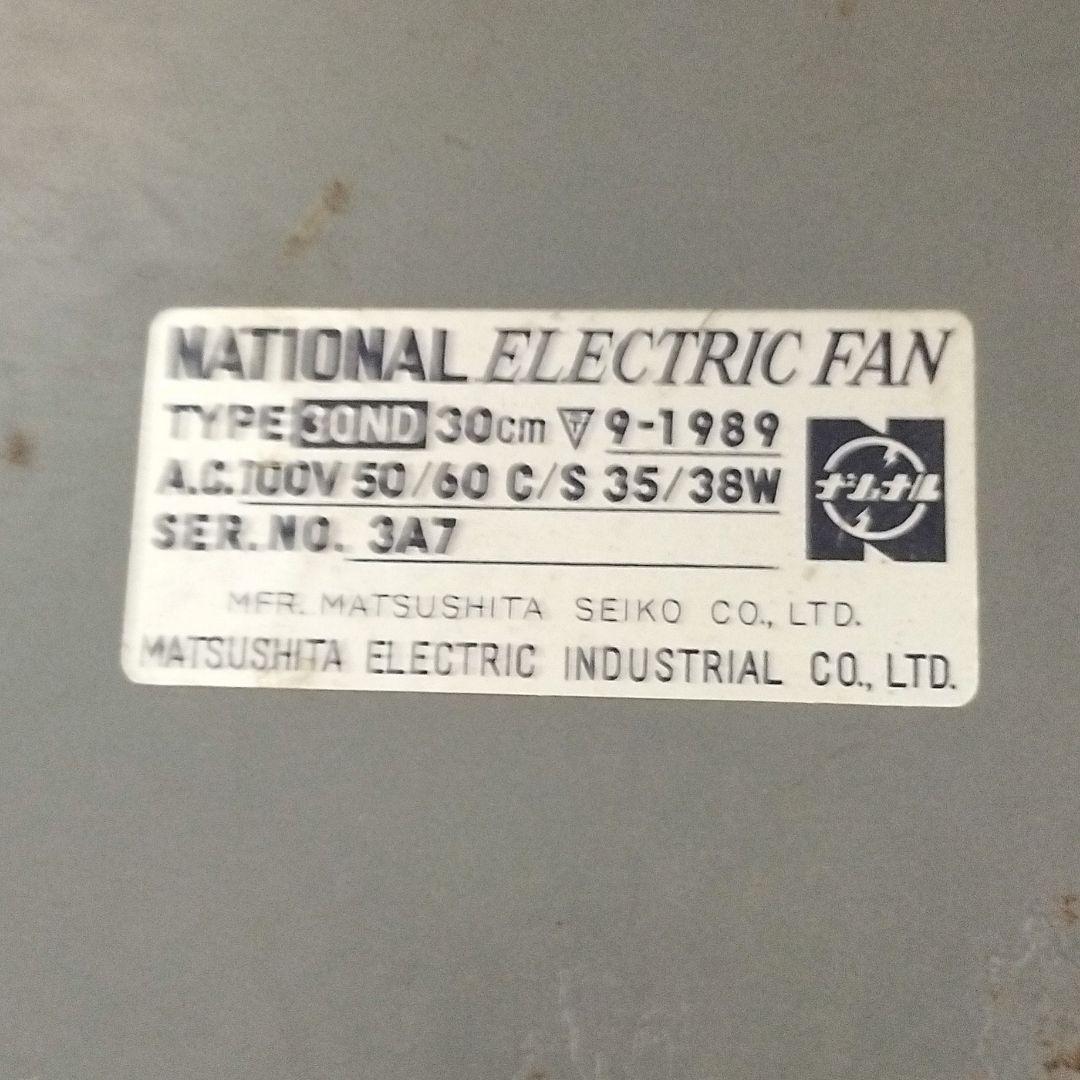 NATIONAL ELECTRIC FAN
TYPE 30ND 30cm 〒 9-1989
A.C. 100V 50/60 C/S 35/38W
ナショナル
SER.NO. 3A7
MFR. MATSUSHITA SEIKO CO., LTD.
MATSUSHITA ELECTRIC INDUSTRIAL CO., LTD.